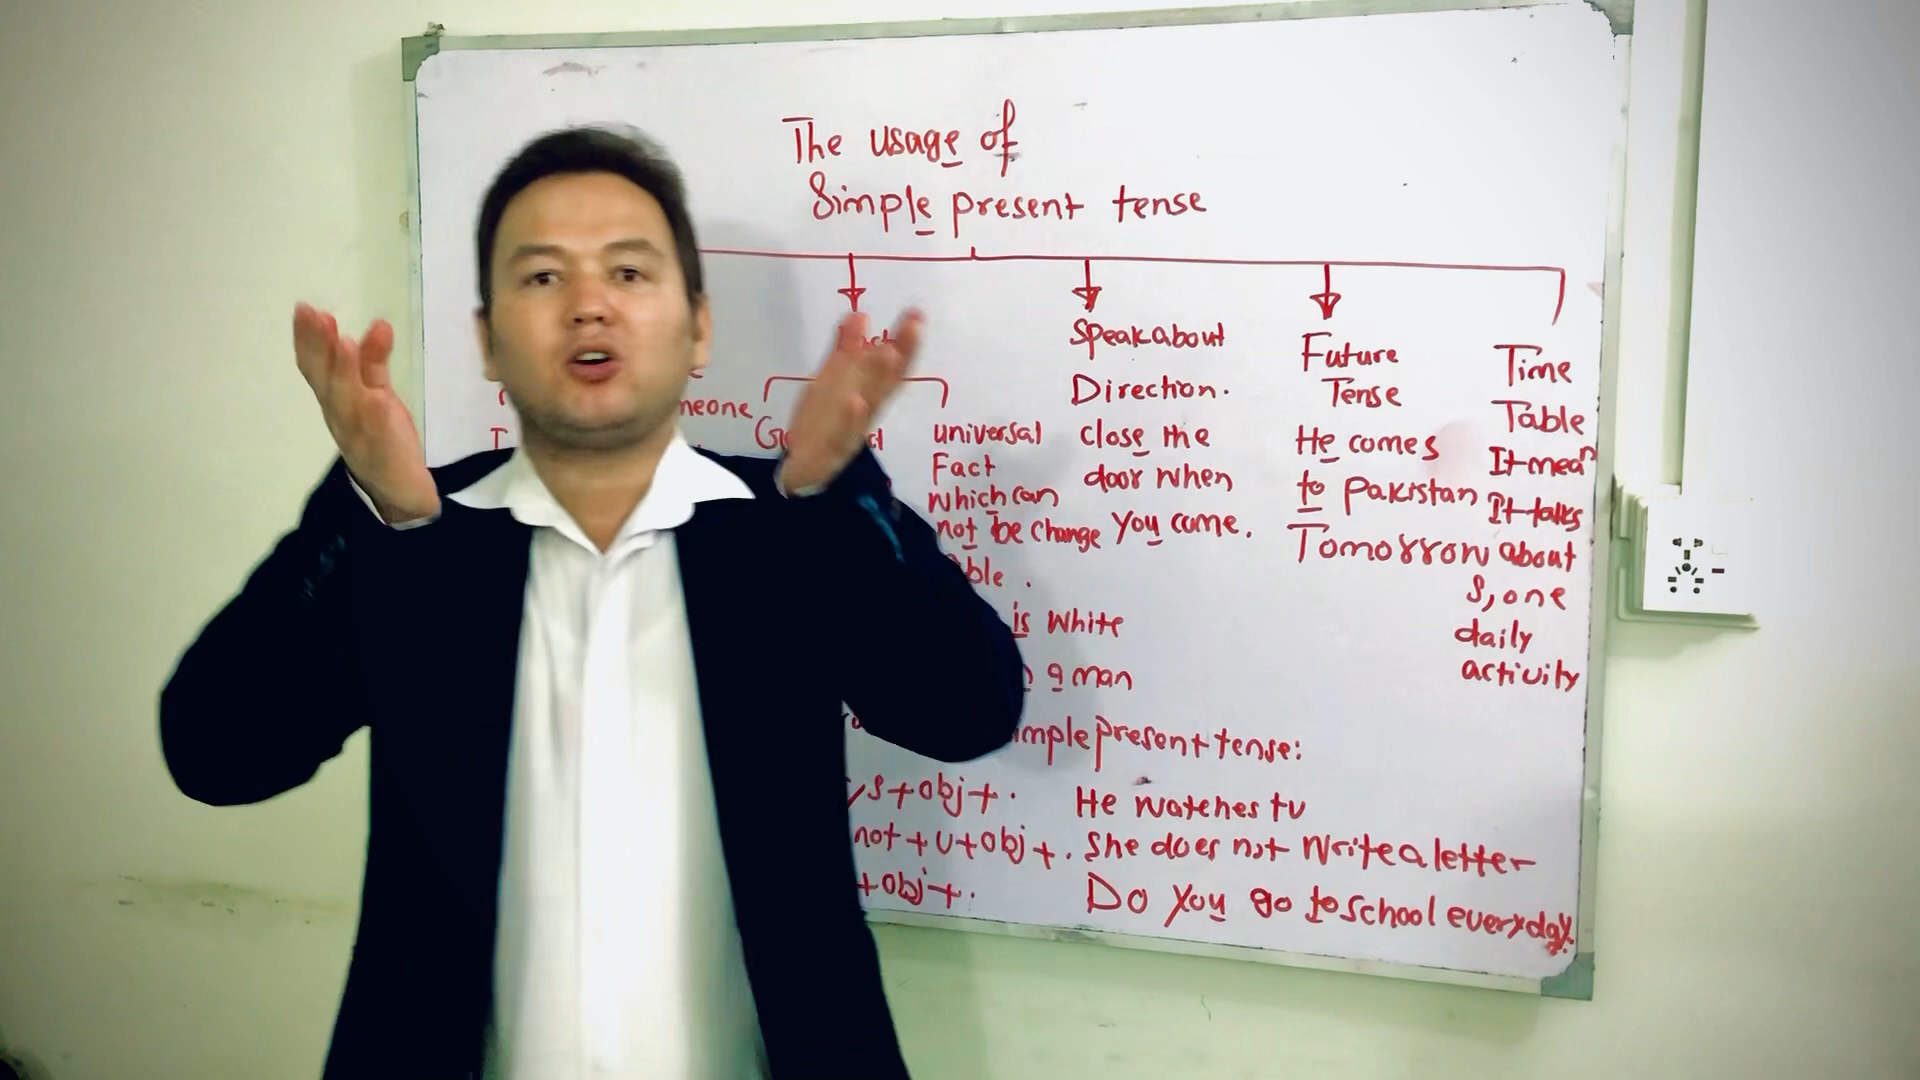 The usage of
Simple present tense
Speak about
Direction.
close the
door when
You come.
Future
Tense
He comes
to pakistan
Tomorrow
Time
Table
It mean
It talks
about
S,one
daily
activity
universal
Fact
which can
not be change
able .
is white
a man
simple present tense:
s+obj+.
He watches tv
not+v+obj+.
She does not write a letter
+obj+.
Do you go to school everyday.